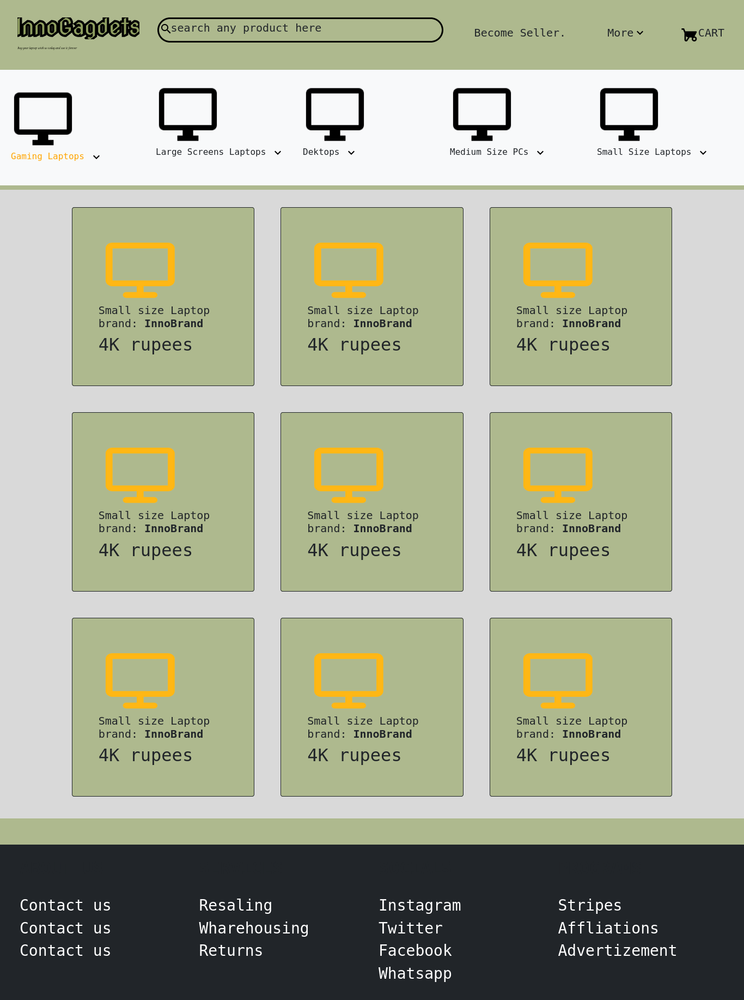 InnoGagdets
search any product here
Become Seller.
More
CART
buy your laptop with us today and use it forever
Gaming Laptops
Large Screens Laptops
Dektops
Medium Size PCs
Small Size Laptops
Small size Laptop
brand: InnoBrand
4K rupees
Small size Laptop
brand: InnoBrand
4K rupees
Small size Laptop
brand: InnoBrand
4K rupees
Small size Laptop
brand: InnoBrand
4K rupees
Small size Laptop
brand: InnoBrand
4K rupees
Small size Laptop
brand: InnoBrand
4K rupees
Small size Laptop
brand: InnoBrand
4K rupees
Small size Laptop
brand: InnoBrand
4K rupees
Small size Laptop
brand: InnoBrand
4K rupees
Contact us
Contact us
Contact us
Resaling
Wharehousing
Returns
Instagram
Twitter
Facebook
Whatsapp
Stripes
Affliations
Advertizement